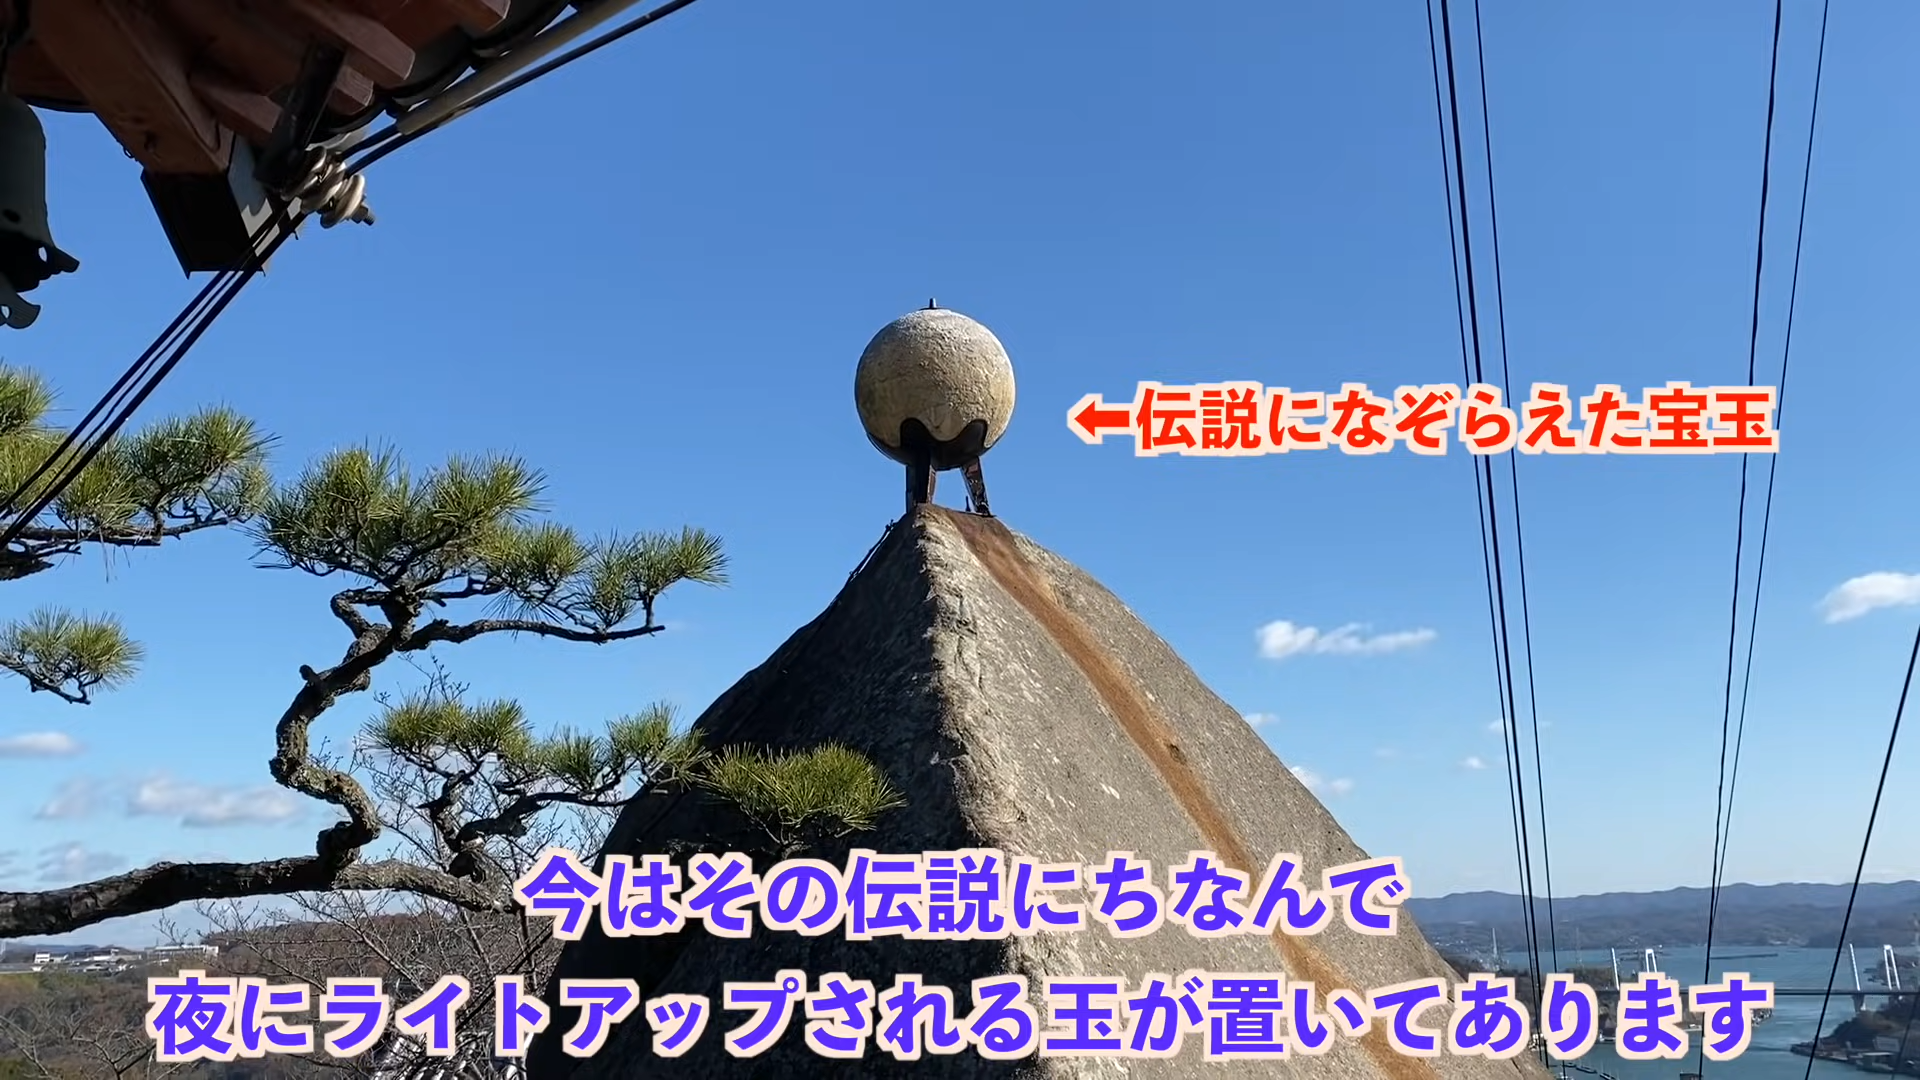 ←伝説になぞらえた宝玉
今はその伝説にちなんで
夜にライトアップされる玉が置いてあります